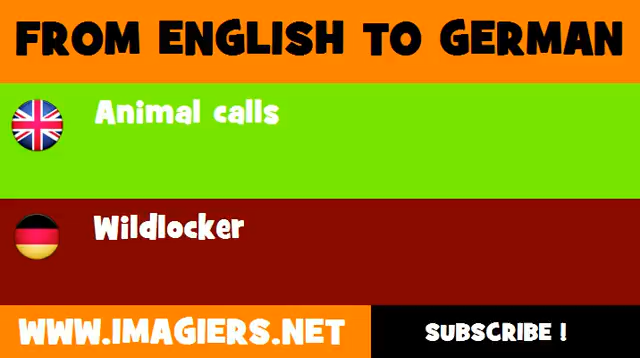 FROM ENGLISH TO GERMAN
Animal calls
Wildlocker
WWW.IMAGIERS.NET
SUBSCRIBE !